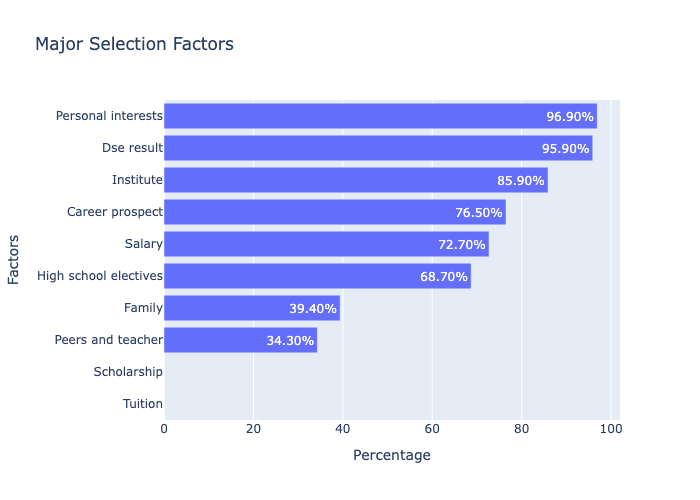 Major Selection Factors
Personal interests 96.90%
Dse result 95.90%
Institute 85.90%
Career prospect 76.50%
Salary 72.70%
High school electives 68.70%
Family 39.40%
Peers and teacher 34.30%
Scholarship
Tuition
0 20 40 60 80 100
Percentage
Factors